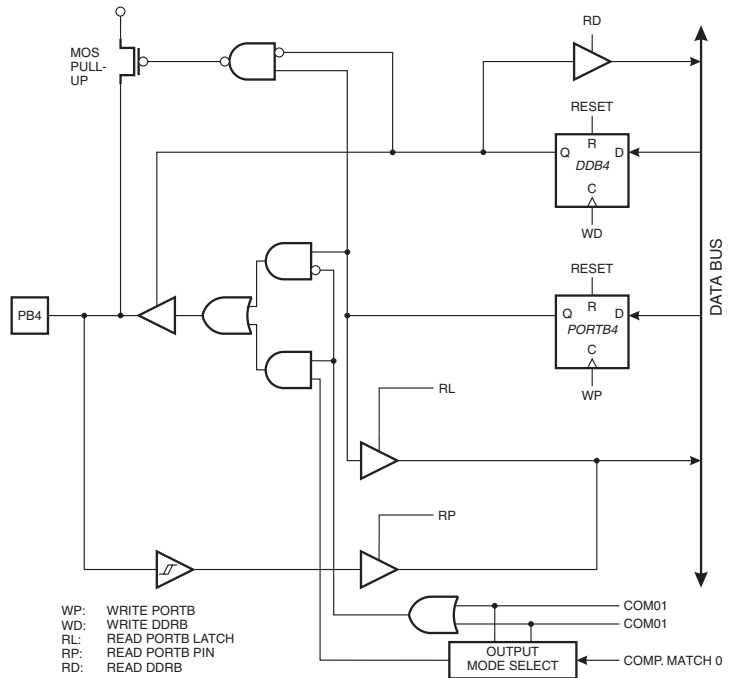 RD
MOS
PULL-
UP
RESET
R
Q D
DDB4
C
WD
RESET
R
Q D
PORTB4
C
WP
DATA BUS
PB4
RL
RP
WP: WRITE PORTB
WD: WRITE DDRB
RL: READ PORTB LATCH
RP: READ PORTB PIN
RD: READ DDRB
COM01
COM01
OUTPUT
MODE SELECT
COMP. MATCH 0